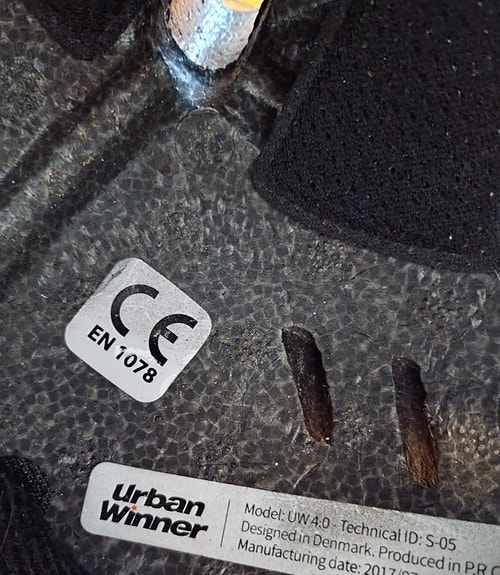 CE
EN 1078
Urban
Winner
Model: UW 4.0 - Technical ID: S-05
Designed in Denmark. Produced in P.R.C
Manufacturing date: 2017/0